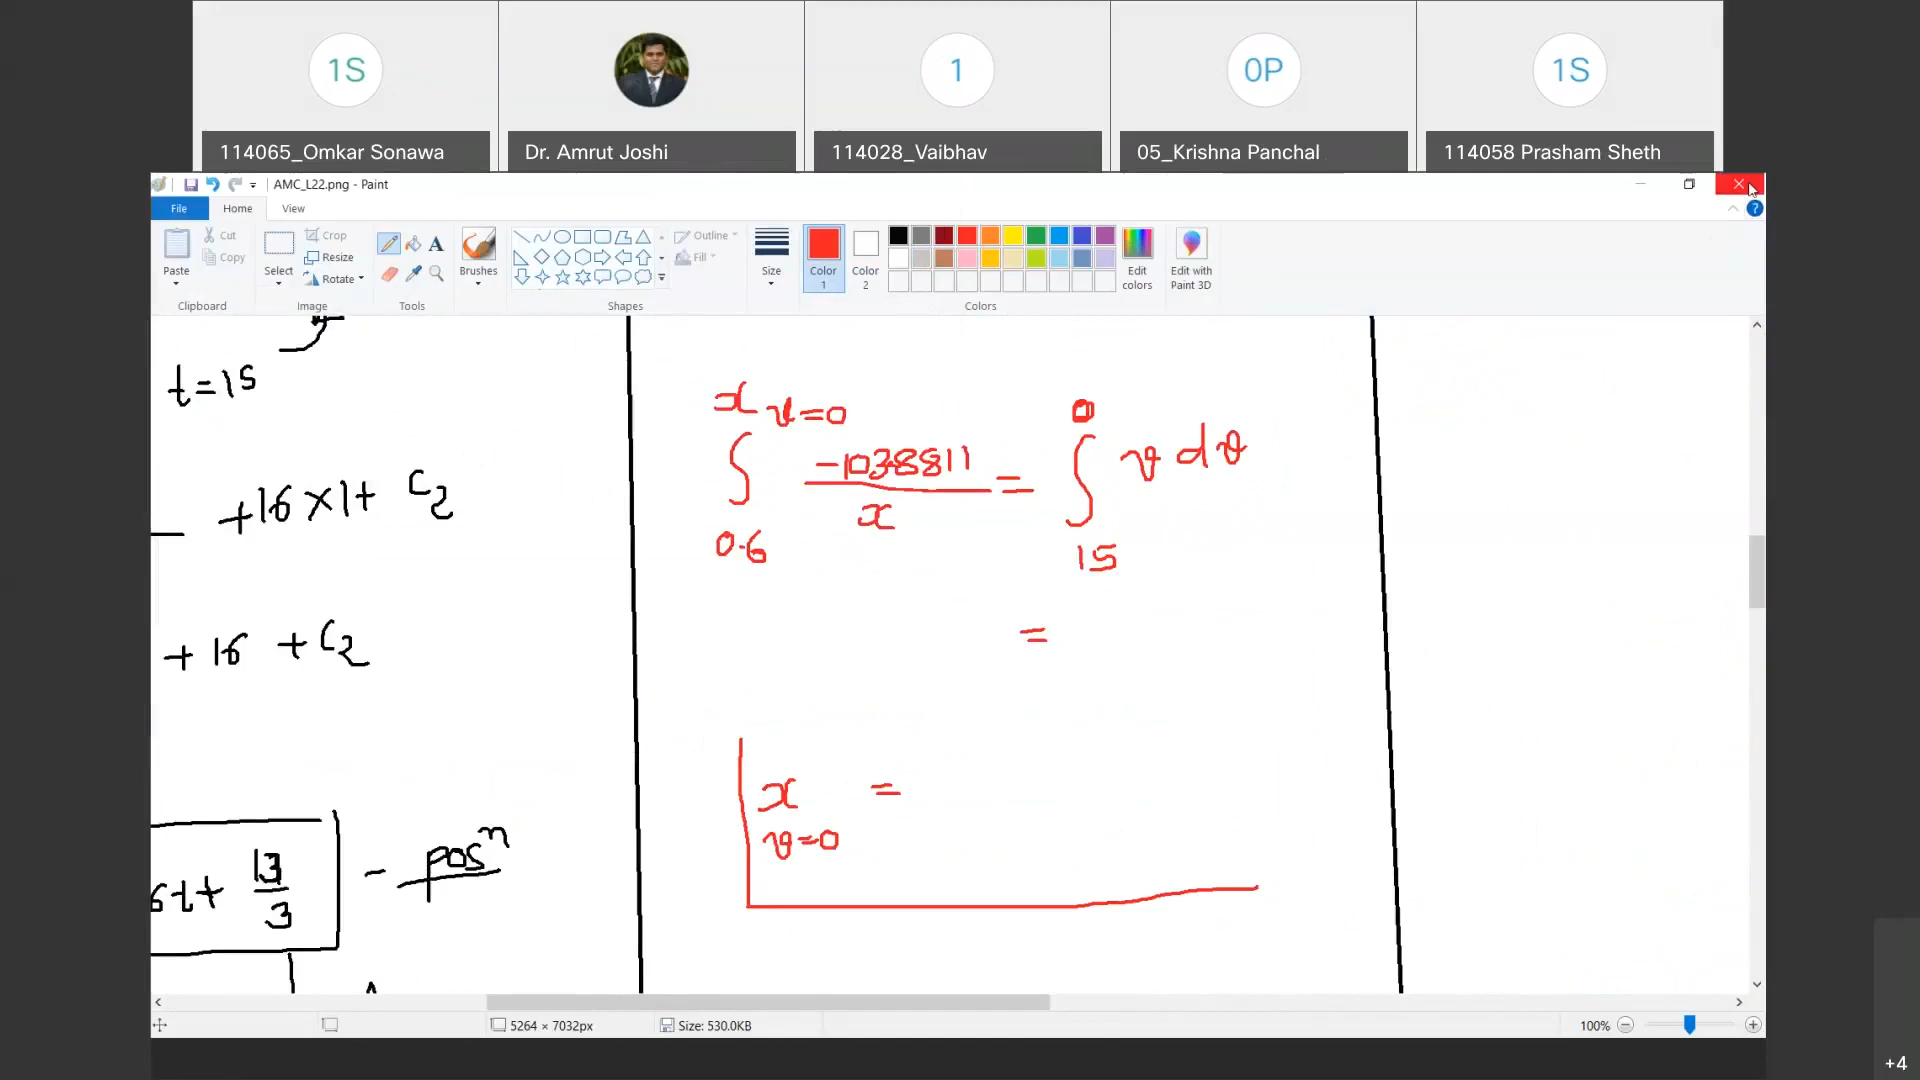 1S
1
0P
1S
114065_Omkar Sonawa
Dr. Amrut Joshi
114028_Vaibhav
05_Krishna Panchal
114058 Prasham Sheth
AMC_L22.png - Paint
File
Home
View
Paste
Cut
Copy
Clipboard
Select
Crop
Resize
Rotate
Image
Tools
Brushes
Outline
Fill
Shapes
Size
Color 1
Color 2
Edit colors
Edit with Paint 3D
Colors
t=1s
+16×1+ C2
+ 16 + C2
6t+ 13/3 - posn
x v=0
∫ -1038811/x = ∫ v dv
0.6
0
15
=
x =
v=0
5264 × 7032px
Size: 530.0KB
100%
+4